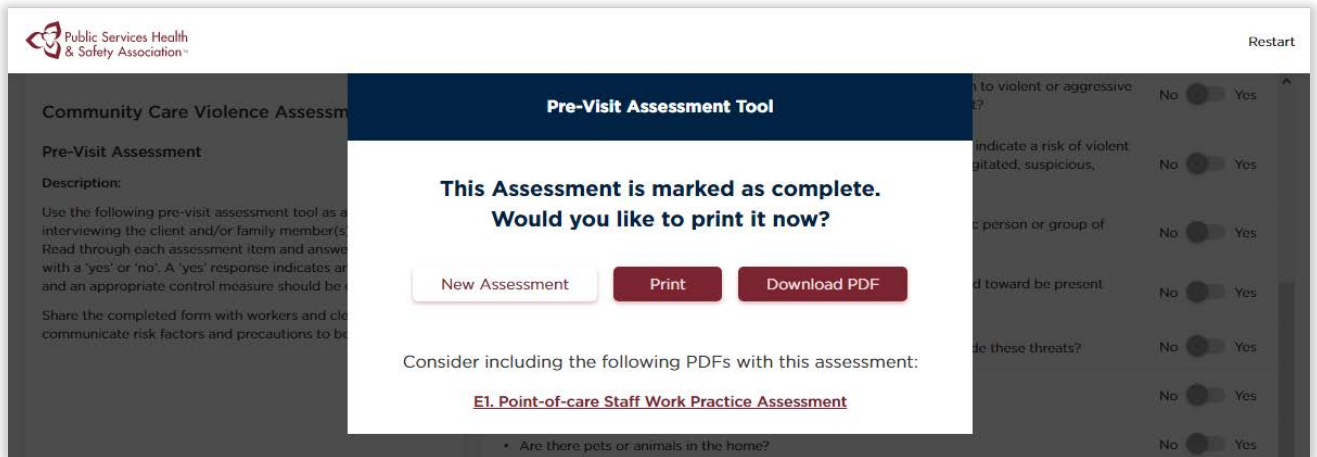 Public Services Health
& Safety Association™
Restart
Community Care Violence Assessm
Pre-Visit Assessment
Description:
Use the following pre-visit assessment tool as a
interviewing the client and/or family member(s
Read through each assessment item and answe
with a 'yes' or 'no'. A 'yes' response indicates an
and an appropriate control measure should be
Share the completed form with workers and cle
communicate risk factors and precautions to be
Pre-Visit Assessment Tool
This Assessment is marked as complete.
Would you like to print it now?
New Assessment
Print
Download PDF
Consider including the following PDFs with this assessment:
E1. Point-of-care Staff Work Practice Assessment
n to violent or aggressive
No Yes
indicate a risk of violent
gitated, suspicious,
No Yes
c person or group of
No Yes
d toward be present
No Yes
de these threats?
No Yes
No Yes
• Are there pets or animals in the home?
No Yes